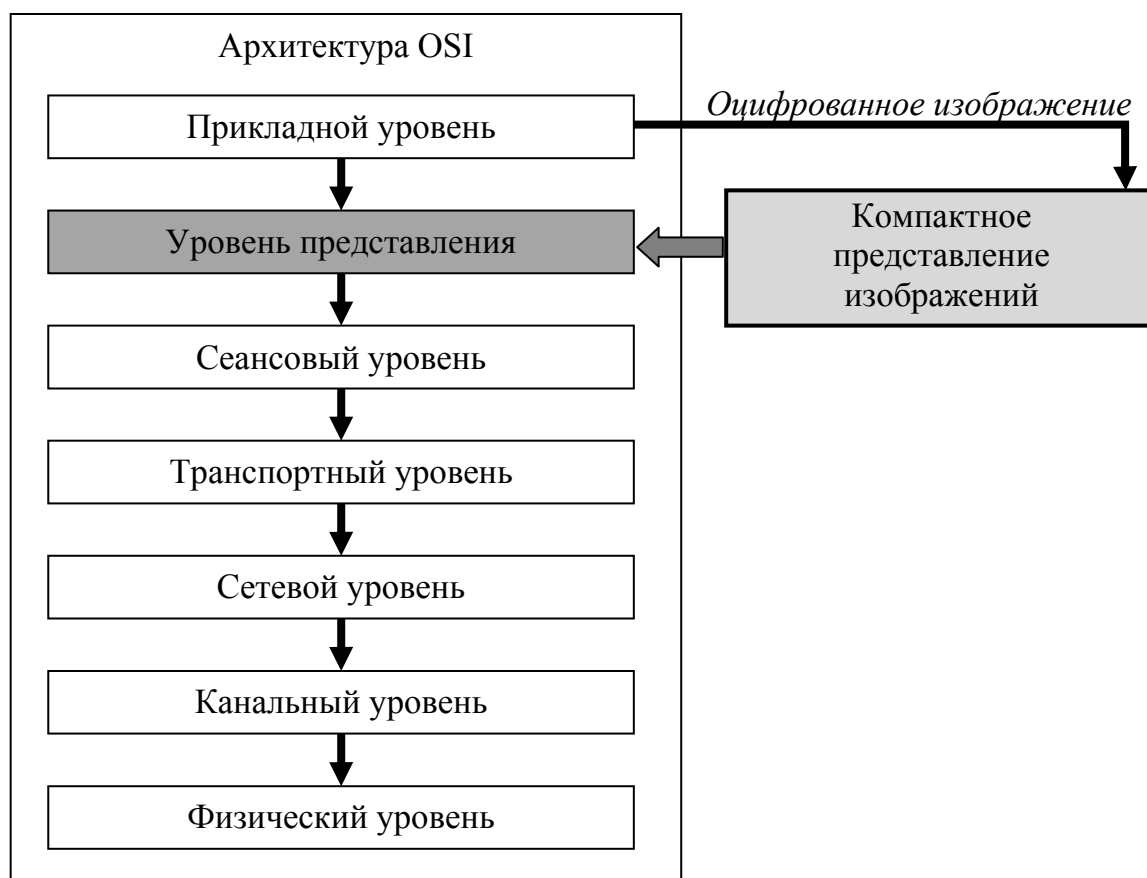 Архитектура OSI
Прикладной уровень
Оцифрованное изображение
Уровень представления
Компактное
представление
изображений
Сеансовый уровень
Транспортный уровень
Сетевой уровень
Канальный уровень
Физический уровень